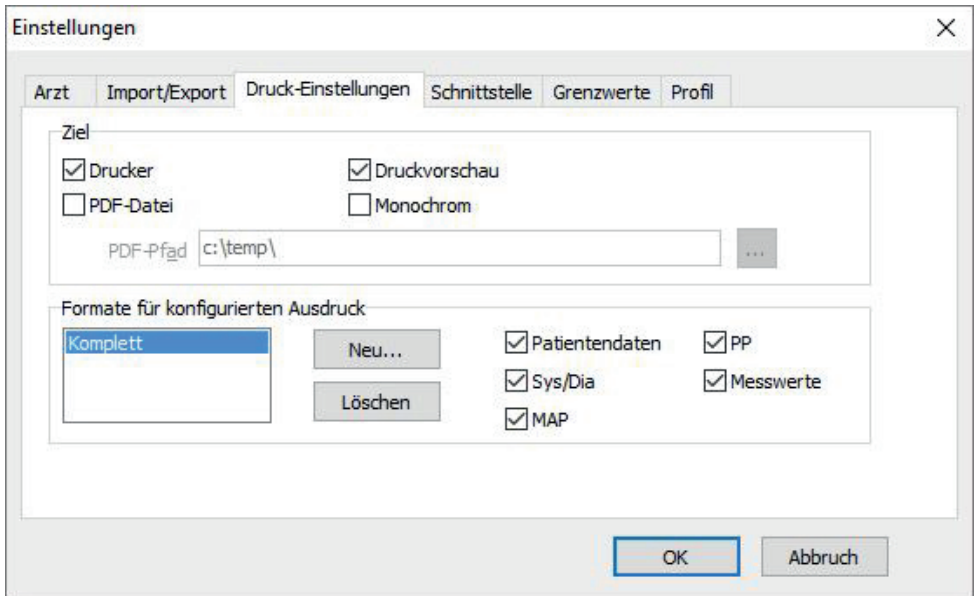 Einstellungen
Arzt Import/Export Druck-Einstellungen Schnittstelle Grenzwerte Profil
Ziel
Drucker Druckvorschau
PDF-Datei Monochrom
PDF-Pfad c:\temp\ ...
Formate für konfigurierten Ausdruck
Komplett Neu... Patientendaten PP
Löschen Sys/Dia Messwerte
MAP
OK Abbruch